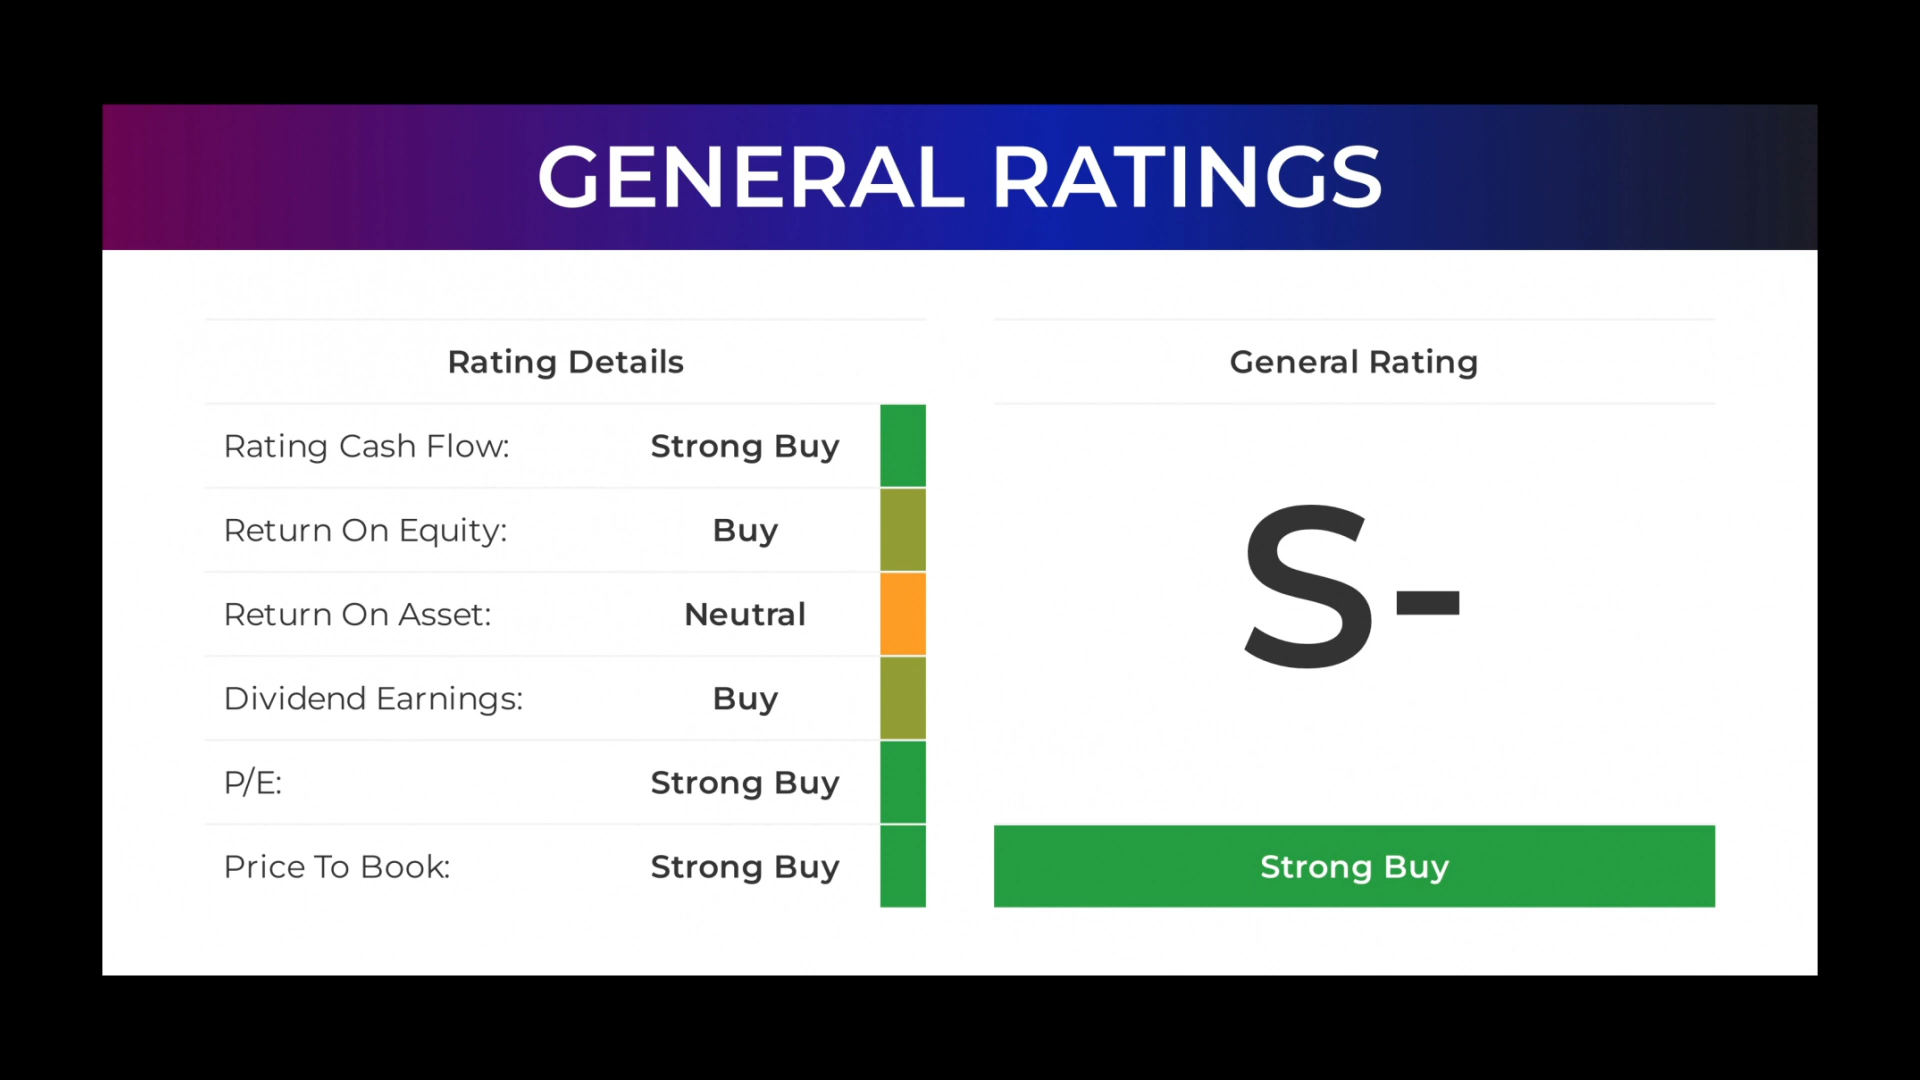 GENERAL RATINGS
Rating Details
Rating Cash Flow: Strong Buy
Return On Equity: Buy
Return On Asset: Neutral
Dividend Earnings: Buy
P/E: Strong Buy
Price To Book: Strong Buy
General Rating
S-
Strong Buy